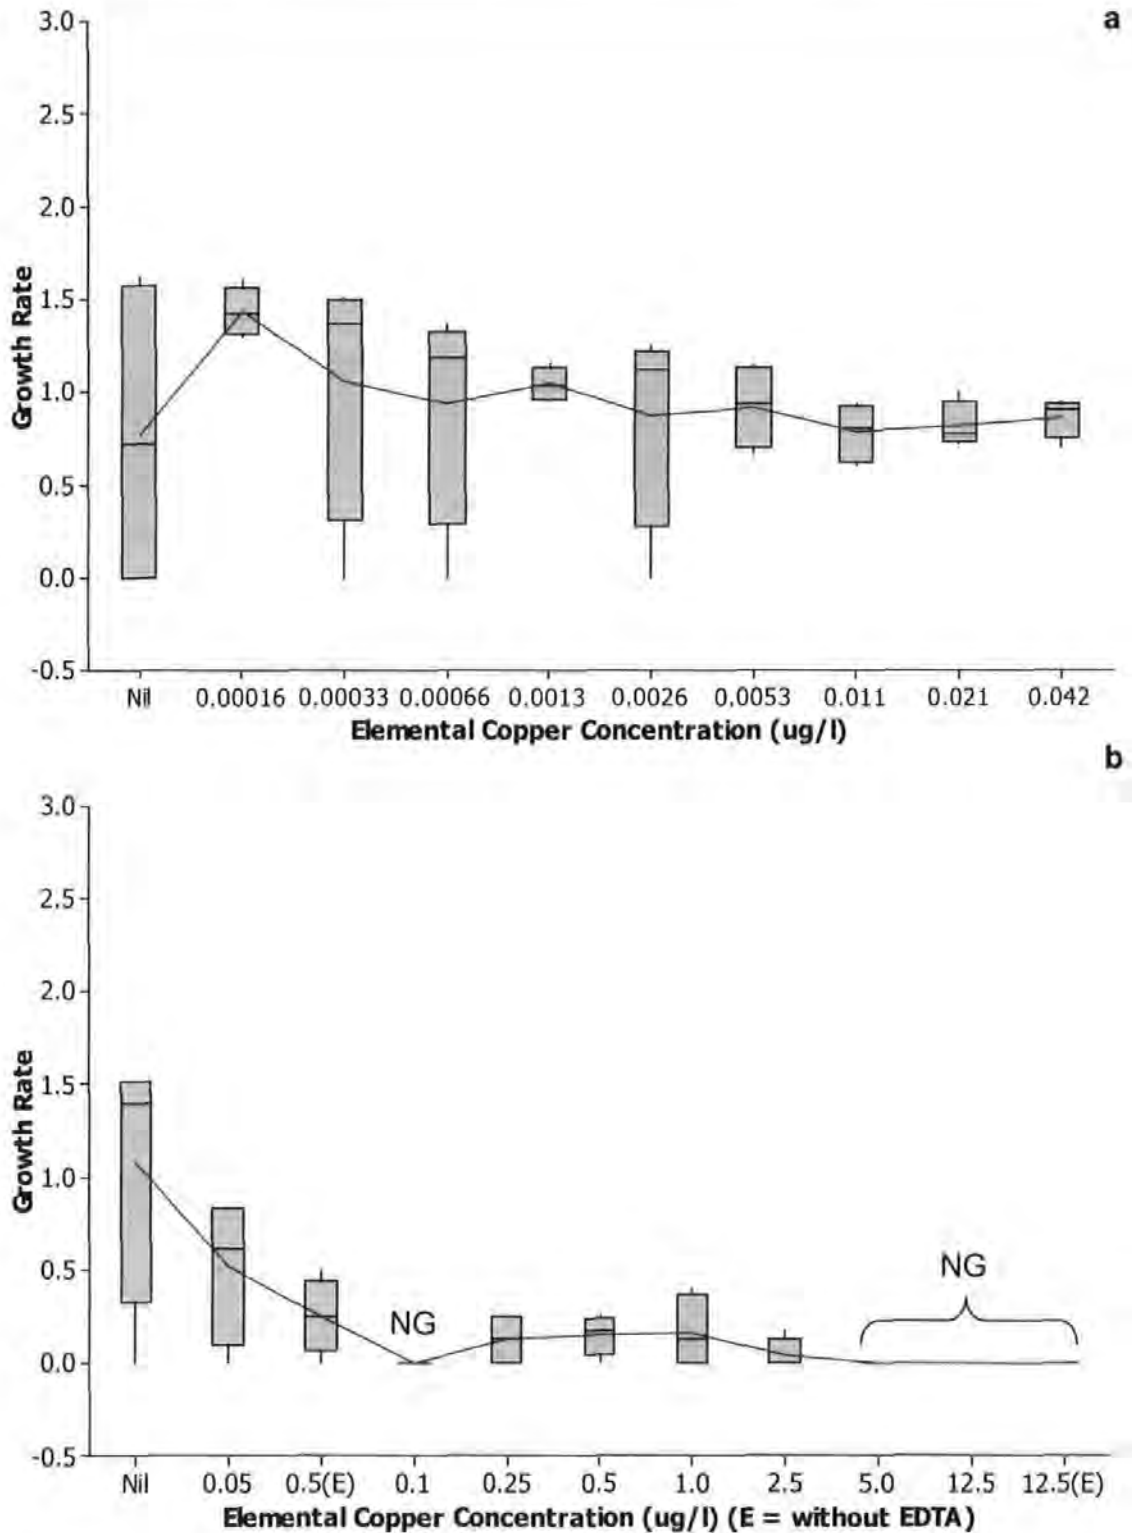 a
3.0
2.5
2.0
1.5
1.0
0.5
0.0
-0.5
Growth Rate
Nil 0.00016 0.00033 0.00066 0.0013 0.0026 0.0053 0.011 0.021 0.042
Elemental Copper Concentration (ug/l)
b
3.0
2.5
2.0
1.5
1.0
0.5
0.0
-0.5
Growth Rate
NG
NG
Nil 0.05 0.5(E) 0.1 0.25 0.5 1.0 2.5 5.0 12.5 12.5(E)
Elemental Copper Concentration (ug/l) (E = without EDTA)